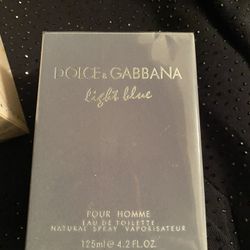 DOLCE & GABBANA
light blue
POUR HOMME
EAU DE TOILETTE
NATURAL SPRAY VAPORISATEUR
125ml℮ 4.2 FL.OZ.